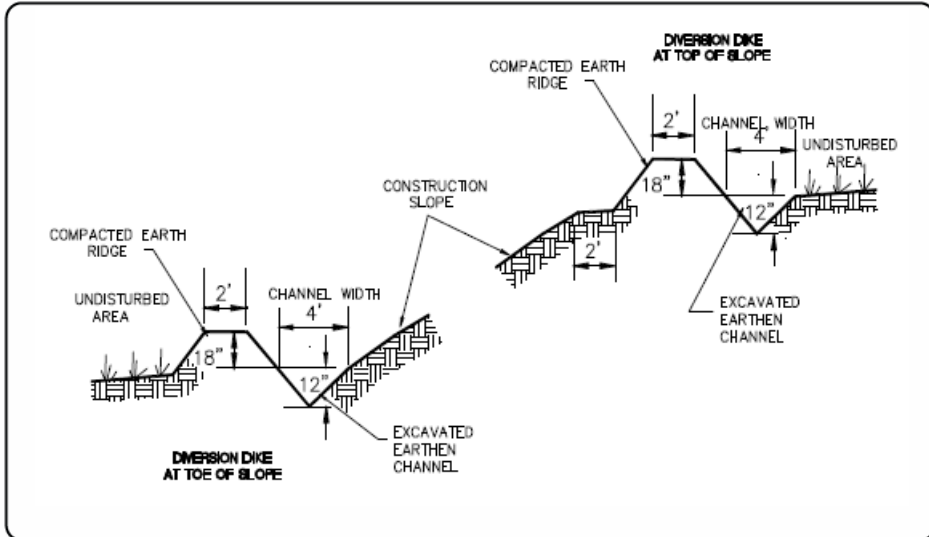 DIVERSION DIKE
AT TOP OF SLOPE
COMPACTED EARTH
RIDGE
2'
CHANNEL WIDTH
4'
UNDISTURBED
AREA
18"
12"
CONSTRUCTION
SLOPE
2'
EXCAVATED
EARTHEN
CHANNEL
COMPACTED EARTH
RIDGE
UNDISTURBED
AREA
2'
CHANNEL WIDTH
4'
18"
12"
EXCAVATED
EARTHEN
CHANNEL
DIVERSION DIKE
AT TOE OF SLOPE